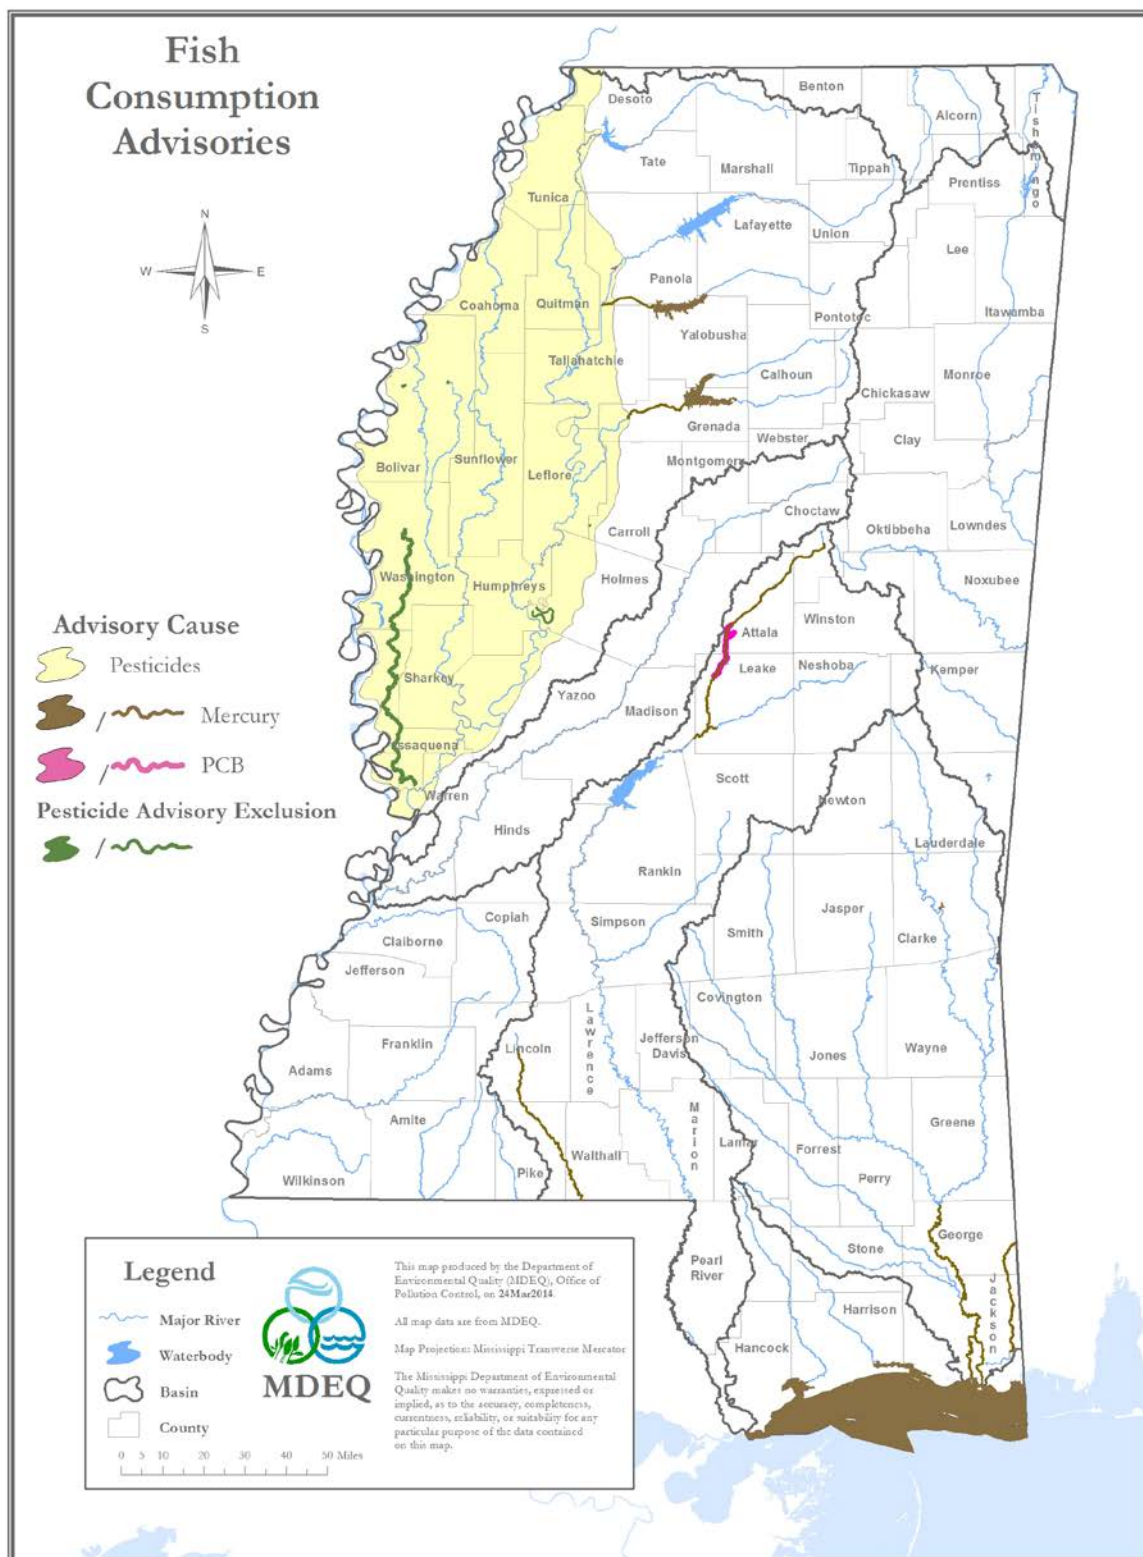 Fish
Consumption
Advisories
N
W
E
S
Desoto
Benton
Alcorn
Tishomingo
Tate
Marshall
Tippah
Prentiss
Tunica
Lafayette
Union
Lee
Panola
Coahoma
Quitman
Pontotoc
Itawamba
Yalobusha
Tallahatchie
Calhoun
Monroe
Chickasaw
Grenada
Webster
Clay
Bolivar
Sunflower
Leflore
Montgomery
Choctaw
Carroll
Oktibbeha
Lowndes
Washington
Humphreys
Holmes
Noxubee
Attala
Winston
Leake
Neshoba
Kemper
Sharkey
Yazoo
Madison
Issaquena
Scott
Newton
Warren
Hinds
Lauderdale
Rankin
Copiah
Simpson
Smith
Jasper
Clarke
Claiborne
Jefferson
Covington
Lawrence
Jefferson
Davis
Franklin
Lincoln
Jones
Wayne
Adams
Amite
Marion
Lamar
Forrest
Greene
Pike
Walthall
Wilkinson
Perry
Pearl
River
Stone
George
Jackson
Harrison
Hancock
Advisory Cause
Pesticides
/ Mercury
/ PCB
Pesticide Advisory Exclusion
/
Legend
Major River
Waterbody
Basin
County
0 5 10 20 30 40 50 Miles
MDEQ
This map produced by the Department of
Environmental Quality (MDEQ), Office of
Pollution Control, on 24Mar2014.
All map data are from MDEQ.
Map Projection: Mississippi Transverse Mercator
The Mississippi Department of Environmental
Quality makes no warranties, expressed or
implied, as to the accuracy, completeness,
currentness, reliability, or suitability for any
particular purpose of the data contained
on this map.